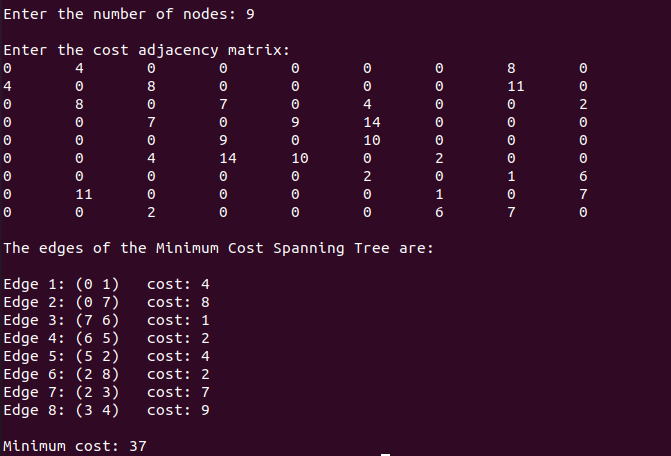 Enter the number of nodes: 9
Enter the cost adjacency matrix:
0 4 0 0 0 0 0 8 0
4 0 8 0 0 0 0 11 0
0 8 0 7 0 4 0 0 2
0 0 7 0 9 14 0 0 0
0 0 0 9 0 10 0 0 0
0 0 4 14 10 0 2 0 0
0 0 0 0 0 2 0 1 6
0 11 0 0 0 0 1 0 7
0 0 2 0 0 0 6 7 0
The edges of the Minimum Cost Spanning Tree are:
Edge 1: (0 1) cost: 4
Edge 2: (0 7) cost: 8
Edge 3: (7 6) cost: 1
Edge 4: (6 5) cost: 2
Edge 5: (5 2) cost: 4
Edge 6: (2 8) cost: 2
Edge 7: (2 3) cost: 7
Edge 8: (3 4) cost: 9
Minimum cost: 37